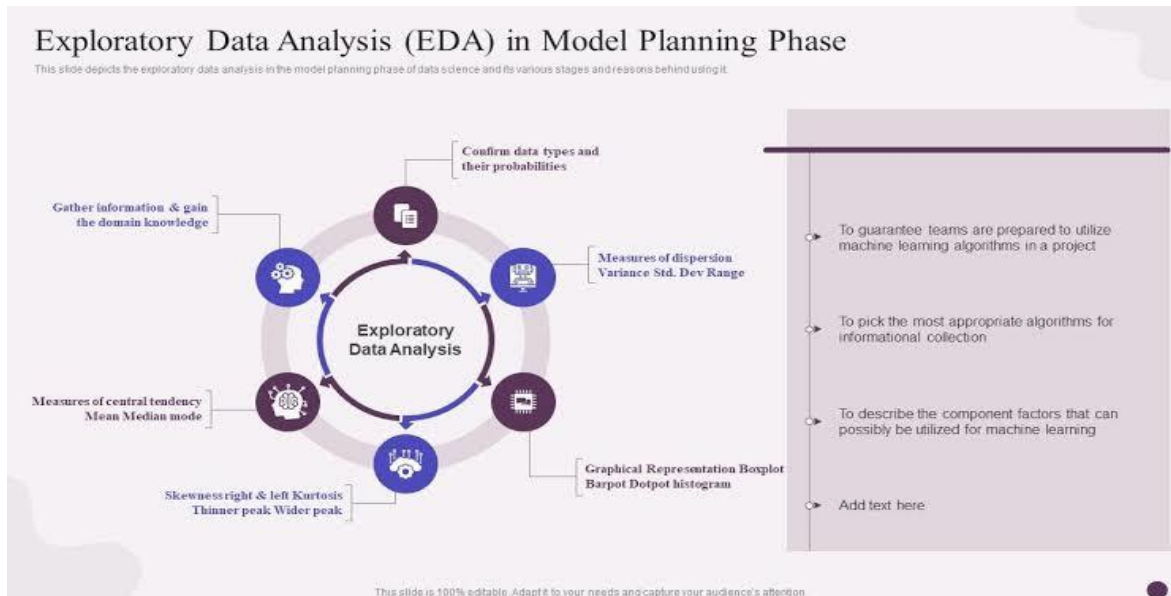 Exploratory Data Analysis (EDA) in Model Planning Phase
This slide depicts the exploratory data analysis in the model planning phase of data science and its various stages and reasons behind using it.
Confirm data types and
their probabilities
Gather information & gain
the domain knowledge
Measures of dispersion
Variance Std. Dev Range
Exploratory
Data Analysis
Measures of central tendency
Mean Median mode
Graphical Representation Boxplot
Barpot Dotpot histogram
Skewness right & left Kurtosis
Thinner peak Wider peak
To guarantee teams are prepared to utilize
machine learning algorithms in a project
To pick the most appropriate algorithms for
informational collection
To describe the component factors that can
possibly be utilized for machine learning
Add text here
This slide is 100% editable. Adapt it to your needs and capture your audience's attention